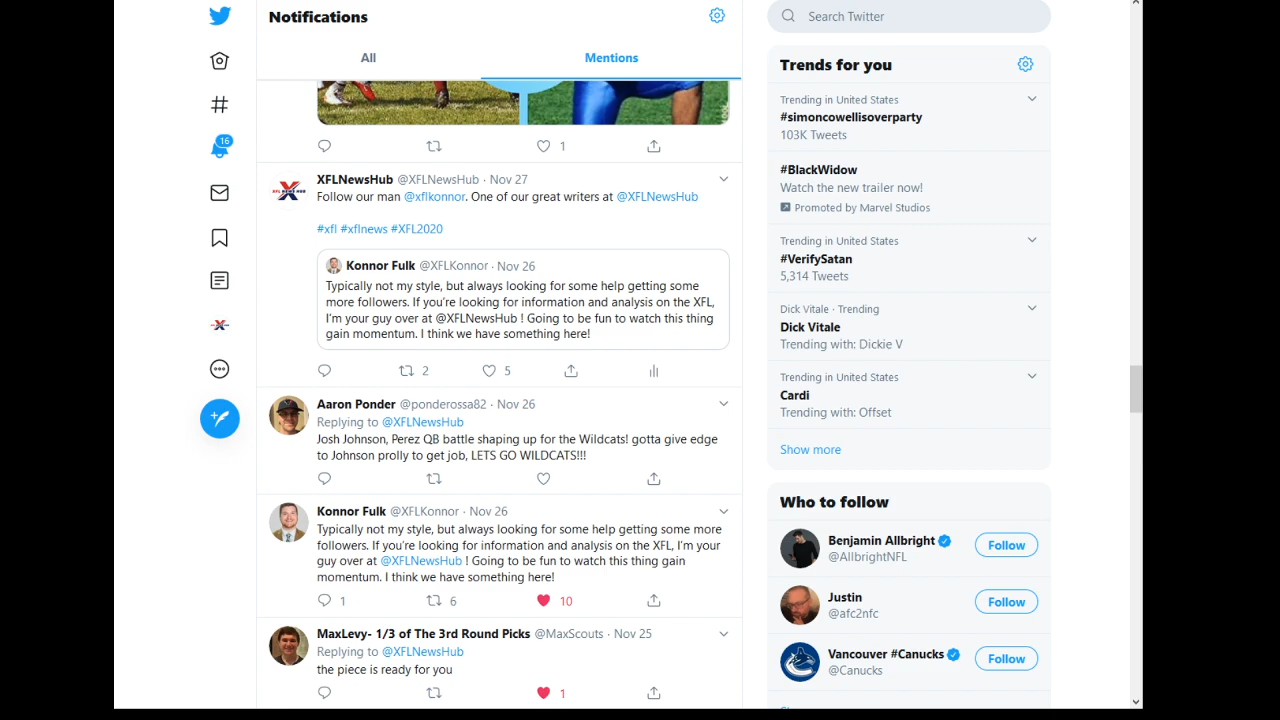 Notifications
All
Mentions
1
XFLNewsHub @XFLNewsHub · Nov 27
Follow our man @xflkonnor. One of our great writers at @XFLNewsHub
#xfl #xflnews #XFL2020
Konnor Fulk @XFLKonnor · Nov 26
Typically not my style, but always looking for some help getting some
more followers. If you're looking for information and analysis on the XFL,
I'm your guy over at @XFLNewsHub ! Going to be fun to watch this thing
gain momentum. I think we have something here!
2 5
Aaron Ponder @ponderossa82 · Nov 26
Replying to @XFLNewsHub
Josh Johnson, Perez QB battle shaping up for the Wildcats! gotta give edge
to Johnson prolly to get job, LETS GO WILDCATS!!!
Konnor Fulk @XFLKonnor · Nov 26
Typically not my style, but always looking for some help getting some more
followers. If you're looking for information and analysis on the XFL, I'm your
guy over at @XFLNewsHub ! Going to be fun to watch this thing gain
momentum. I think we have something here!
1 6 10
MaxLevy- 1/3 of The 3rd Round Picks @MaxScouts · Nov 25
Replying to @XFLNewsHub
the piece is ready for you
1
16
Search Twitter
Trends for you
Trending in United States
#simoncowellisoverparty
103K Tweets
#BlackWidow
Watch the new trailer now!
Promoted by Marvel Studios
Trending in United States
#VerifySatan
5,314 Tweets
Dick Vitale · Trending
Dick Vitale
Trending with: Dickie V
Trending in United States
Cardi
Trending with: Offset
Show more
Who to follow
Benjamin Allbright
@AllbrightNFL
Follow
Justin
@afc2nfc
Follow
Vancouver #Canucks
@Canucks
Follow